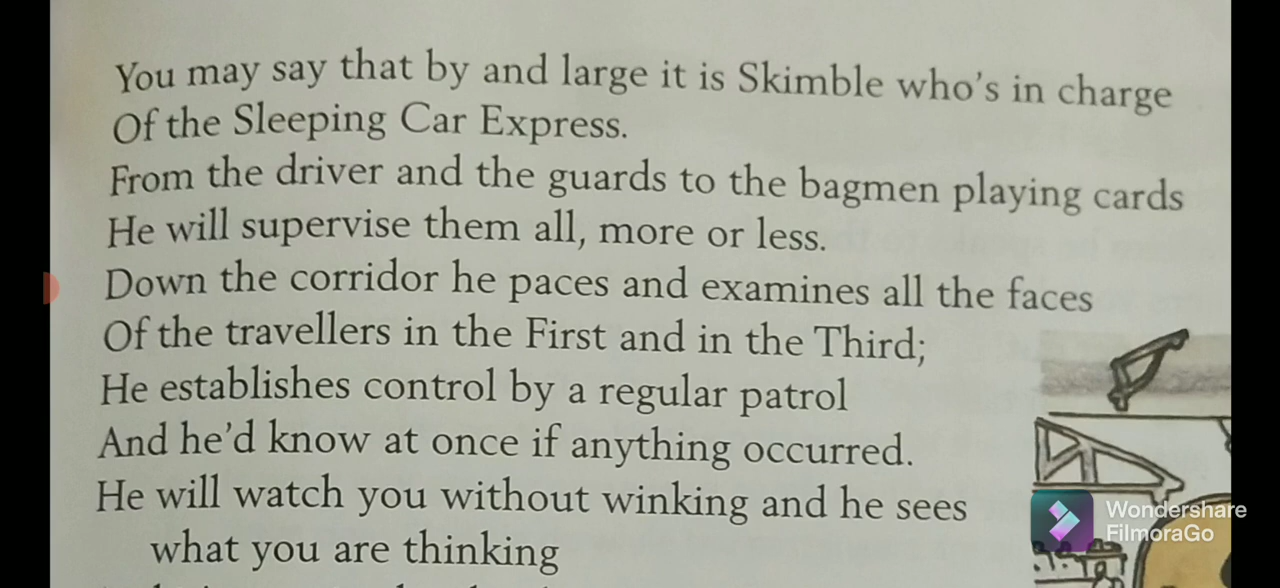 You may say that by and large it is Skimble who's in charge
Of the Sleeping Car Express.
From the driver and the guards to the bagmen playing cards
He will supervise them all, more or less.
Down the corridor he paces and examines all the faces
Of the travellers in the First and in the Third;
He establishes control by a regular patrol
And he'd know at once if anything occurred.
He will watch you without winking and he sees
what you are thinking
Wondershare
FilmoraGo